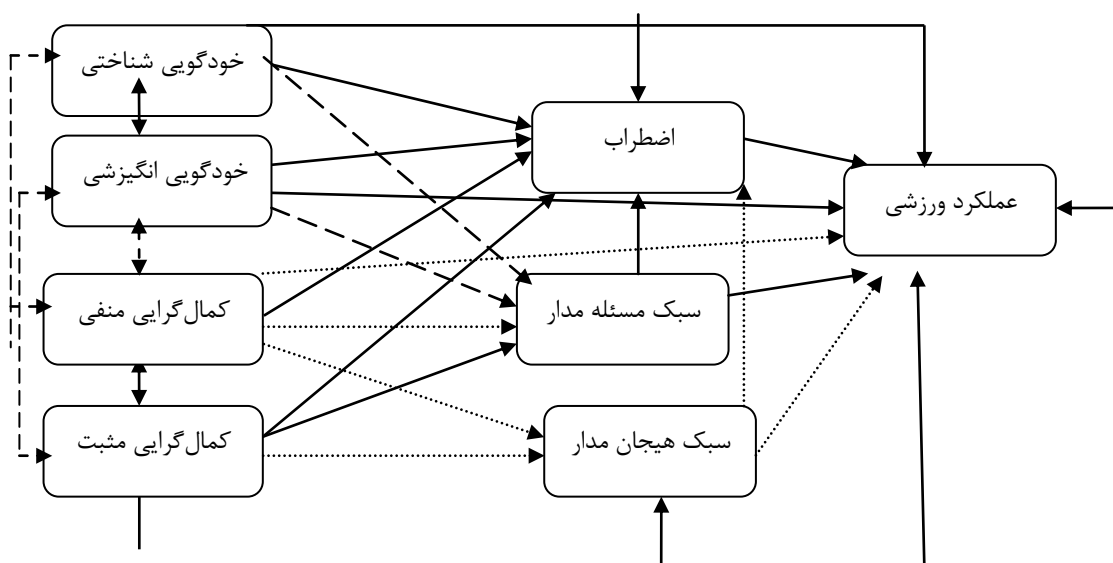 خودگویی شناختی
اضطراب
خودگویی انگیزشی
عملکرد ورزشی
کمال‌گرایی منفی
سبک مسئله مدار
کمال‌گرایی مثبت
سبک هیجان مدار